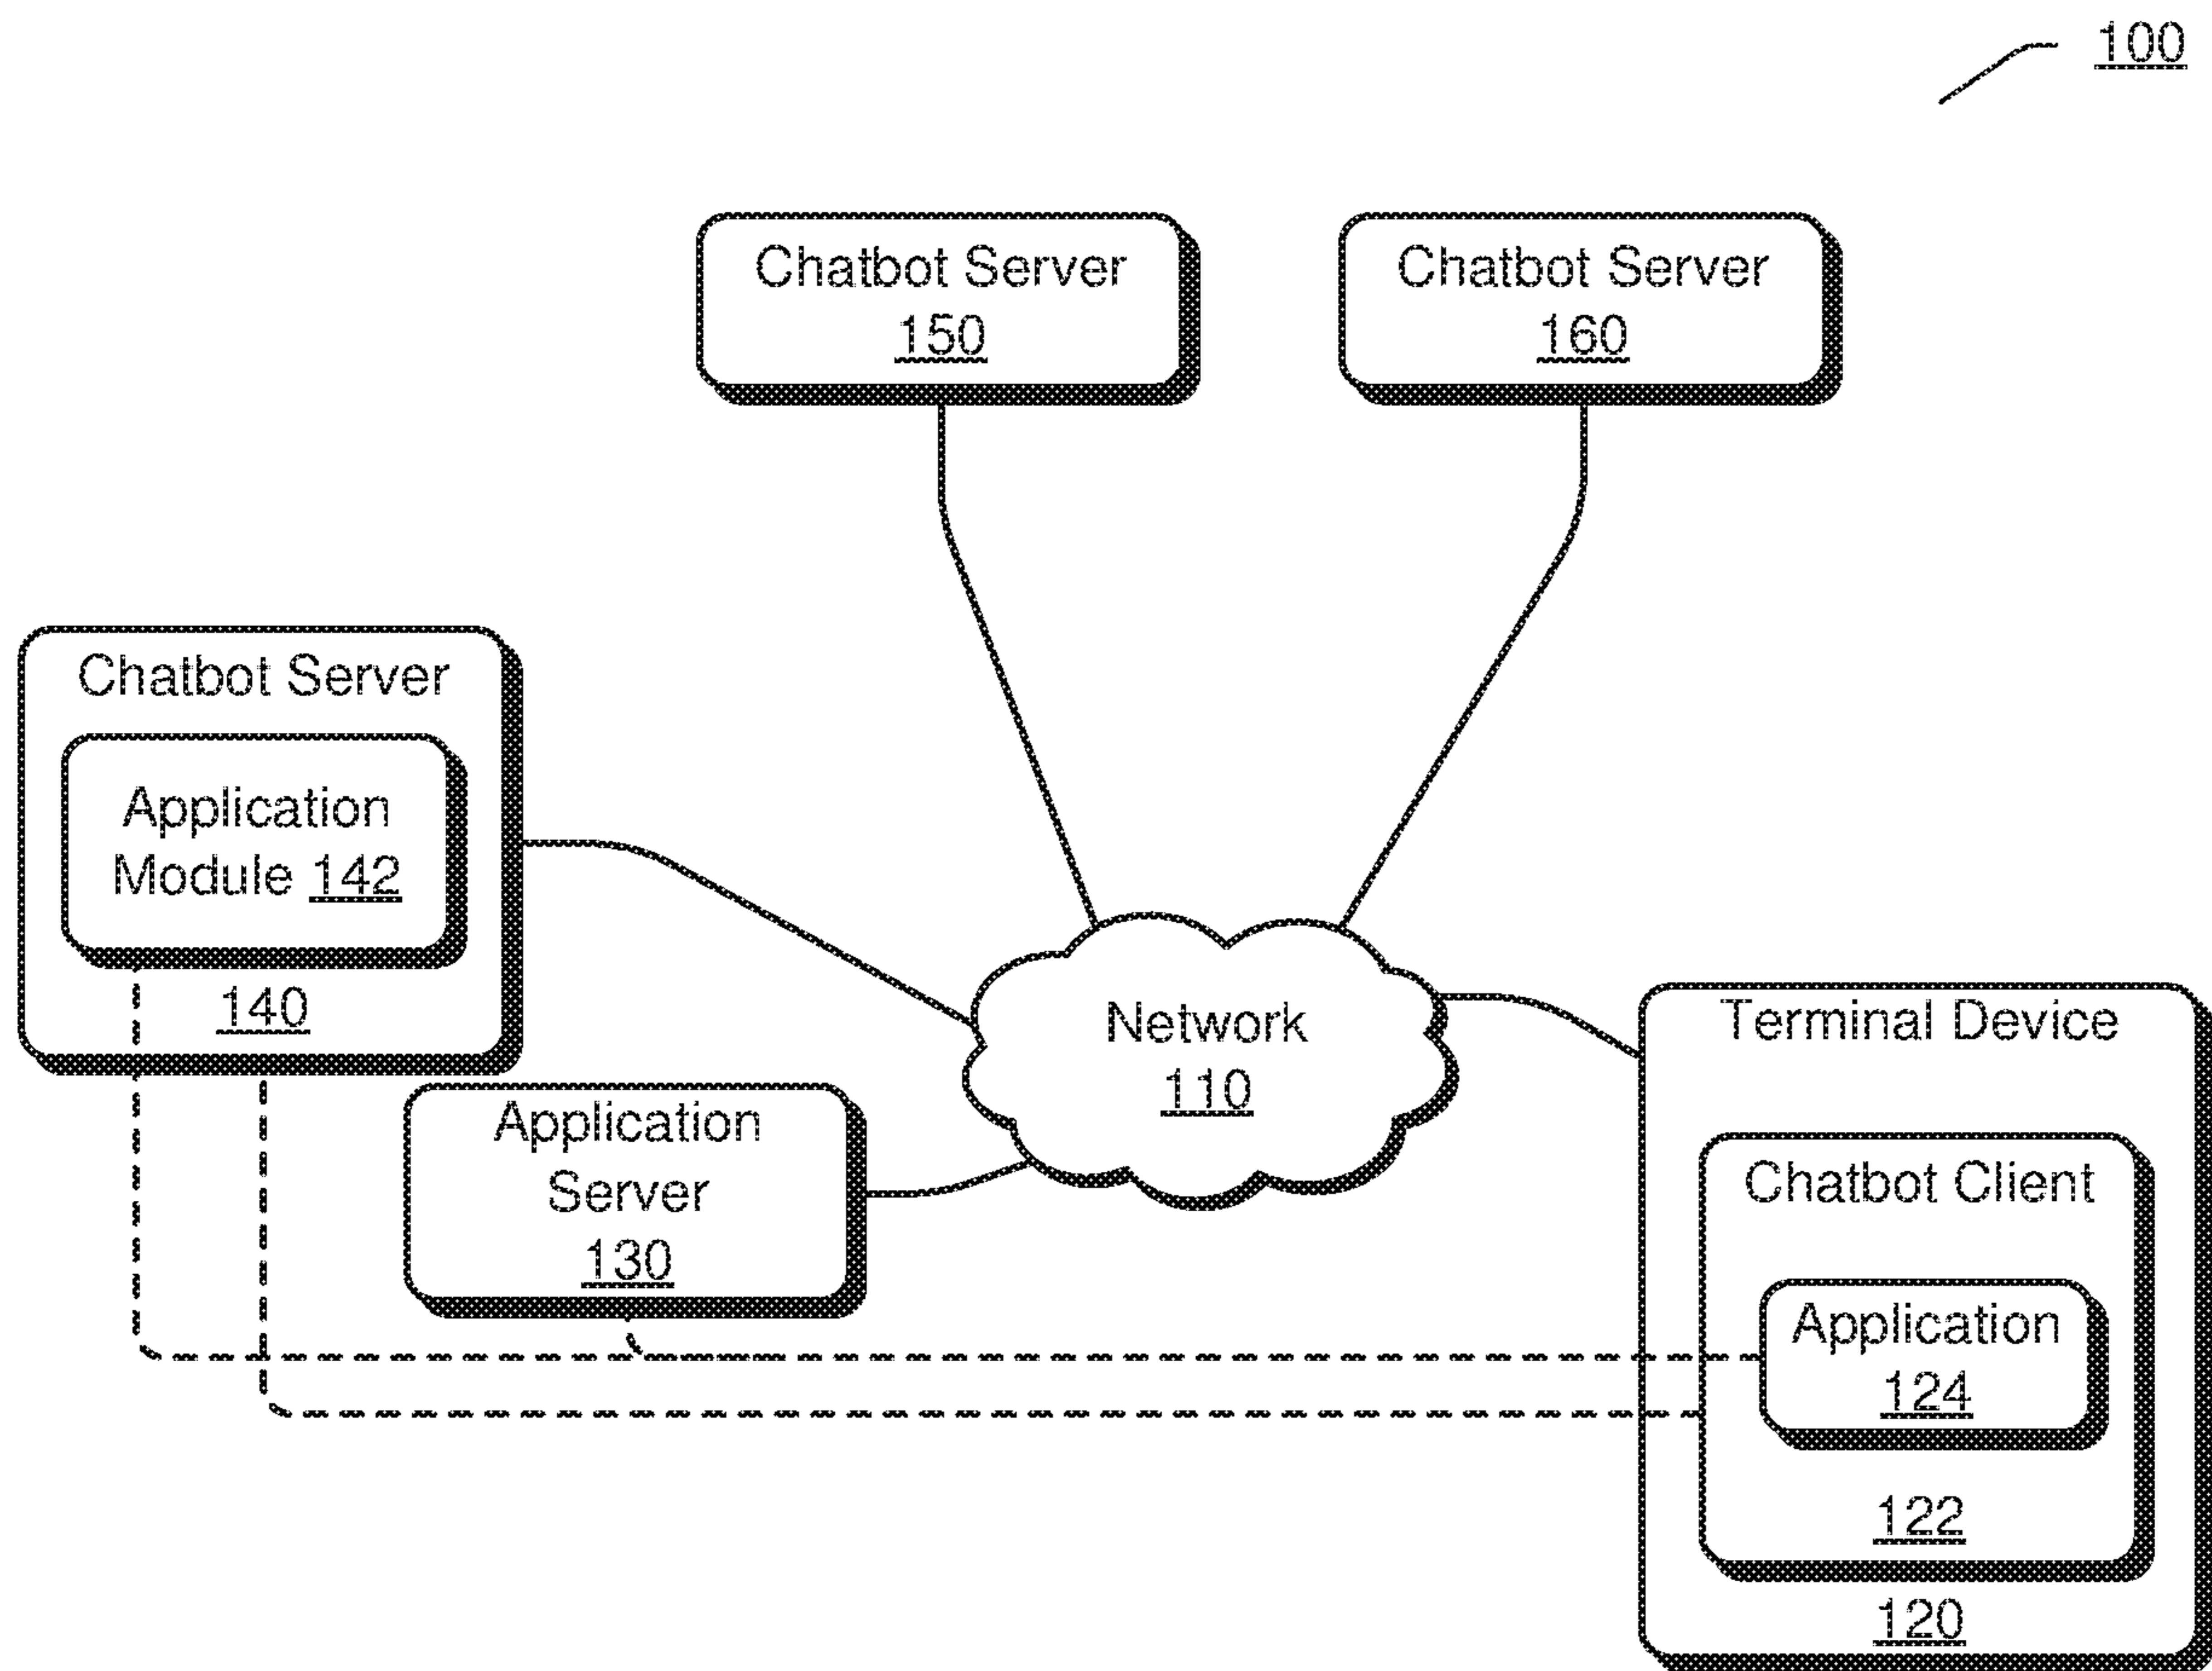 100
Chatbot Server
150
Chatbot Server
160
Chatbot Server
Application
Module 142
140
Application
Server
130
Network
110
Terminal Device
Chatbot Client
Application
124
122
120